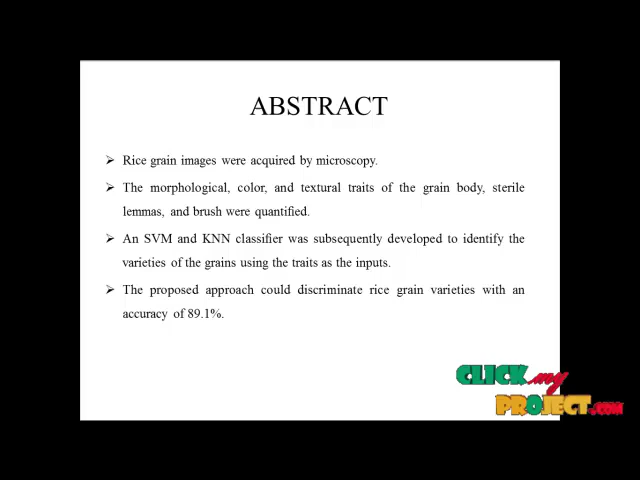 ABSTRACT
➢ Rice grain images were acquired by microscopy.
➢ The morphological, color, and textural traits of the grain body, sterile
lemmas, and brush were quantified.
➢ An SVM and KNN classifier was subsequently developed to identify the
varieties of the grains using the traits as the inputs.
➢ The proposed approach could discriminate rice grain varieties with an
accuracy of 89.1%.
CLICK my
PROJECT.COM